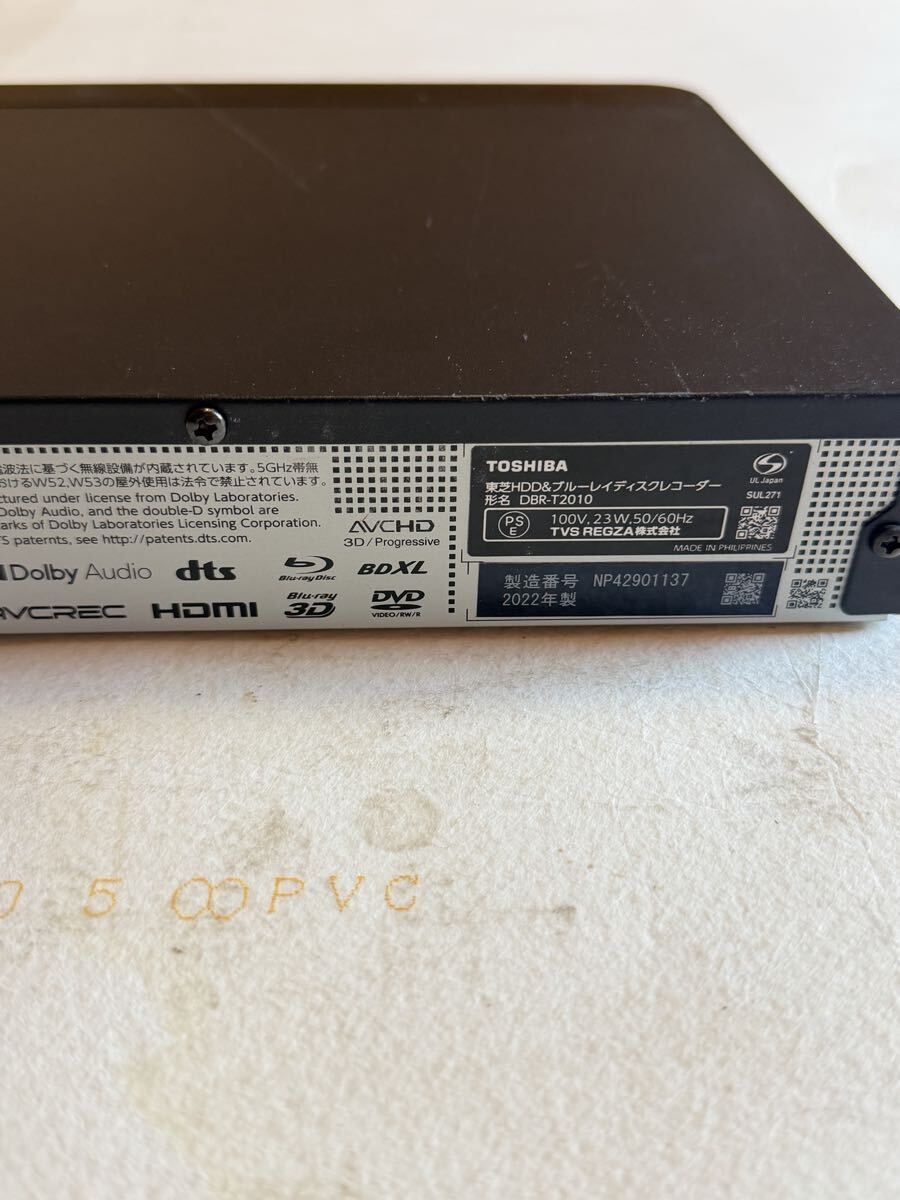 波法に基づく無線設備が内蔵されています。5GHz帯無
おけるW52,W53の屋外使用は法令で禁止されています。
ctured under license from Dolby Laboratories.
Dolby Audio, and the double-D symbol are
arks of Dolby Laboratories Licensing Corporation.
TS paternts, see http://patents.dts.com.
AVCHD
3D/Progressive
Dolby Audio
dts
Blu-ray Disc
BDXL
AVCREC
HDMI
Blu-ray
3D
DVD
VIDEO/RW/R
TOSHIBA
東芝HDD&ブルーレイディスクレコーダー
形名 DBR-T2010
PS
E
100V, 23W, 50/60Hz
TVS REGZA株式会社
S
UL Japan
SUL271
MADE IN PHILIPPINES
製造番号 NP42901137
2022年製
0 5 00PVC